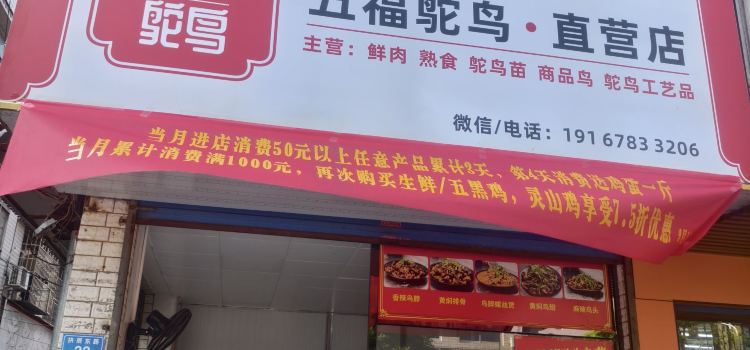 鸵鸟
五福鸵鸟·直营店
主营：鲜肉 熟食 鸵鸟苗 商品鸟 鸵鸟工艺品
微信/电话：191 6783 3206
当月进店消费50元以上任意产品累计3天、第4天消费送鸡蛋一斤
当月累计消费满1000元，再次购买生鲜/五黑鸡，灵山鸡享受7.5折优惠
香辣鸟脖 黄焖排骨 鸟脚螺丝煲 黄焖鸟翅 麻辣鸟头